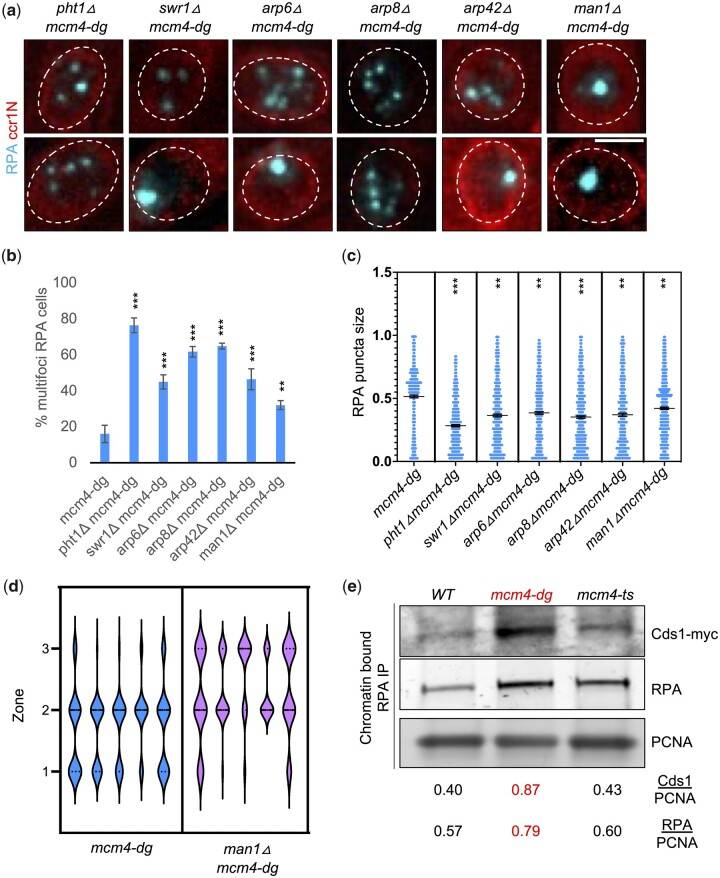 (a)
pht1Δ swr1Δ arp6Δ arp8Δ arp42Δ man1Δ
mcm4-dg mcm4-dg mcm4-dg mcm4-dg mcm4-dg mcm4-dg
RPA ccr1N
(b)
% multifoci RPA cells
100
80
60
40
20
0
*** *** *** *** *** **
mcm4-dg
pht1Δ mcm4-dg
swr1Δ mcm4-dg
arp6Δ mcm4-dg
arp8Δ mcm4-dg
arp42Δ mcm4-dg
man1Δ mcm4-dg
(c)
RPA puncta size
1.5
1.0
0.5
0.0
*** ** ** *** ** **
mcm4-dg
pht1Δmcm4-dg
swr1Δmcm4-dg
arp6Δmcm4-dg
arp8Δmcm4-dg
arp42Δmcm4-dg
man1Δmcm4-dg
(d)
Zone
3
2
1
mcm4-dg man1Δ
mcm4-dg
(e)
WT mcm4-dg mcm4-ts
Chromatin bound
RPA IP
Cds1-myc
RPA
PCNA
0.40 0.87 0.43 Cds1
PCNA
0.57 0.79 0.60 RPA
PCNA